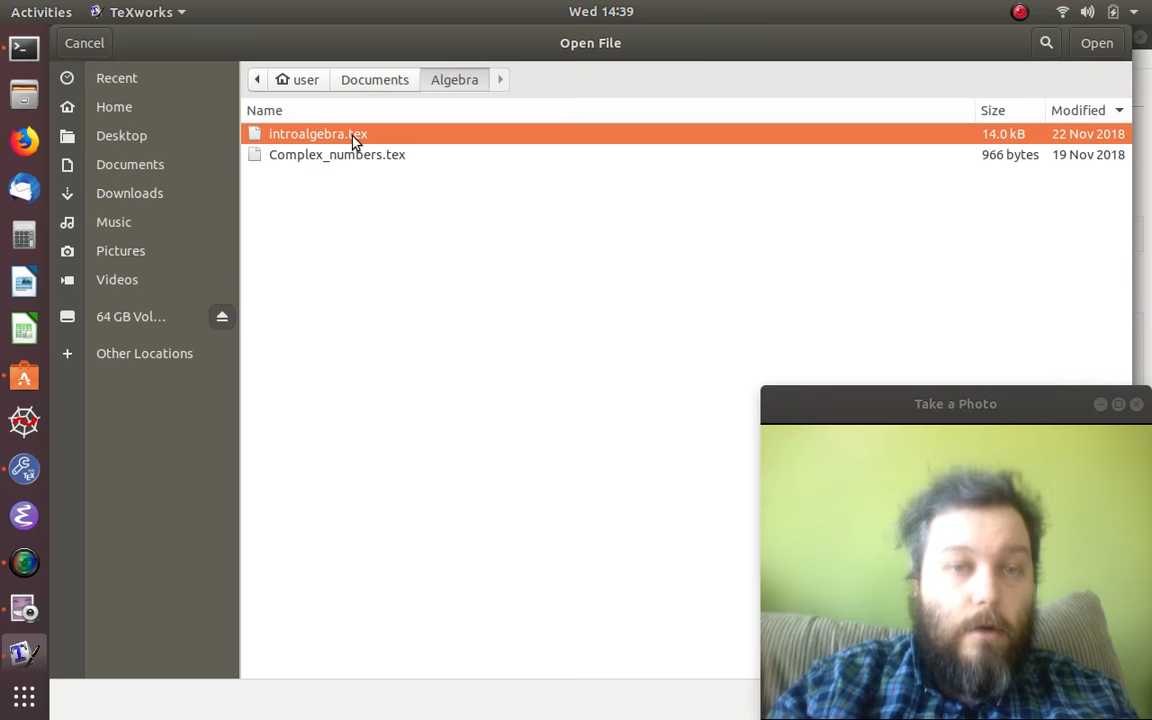 Activities TeXworks Wed 14:39
Cancel Open File Open
Recent
Home
Desktop
Documents
Downloads
Music
Pictures
Videos
64 GB Vol…
Other Locations
user Documents Algebra
Name Size Modified
introalgebra.tex 14.0 kB 22 Nov 2018
Complex_numbers.tex 966 bytes 19 Nov 2018
Take a Photo